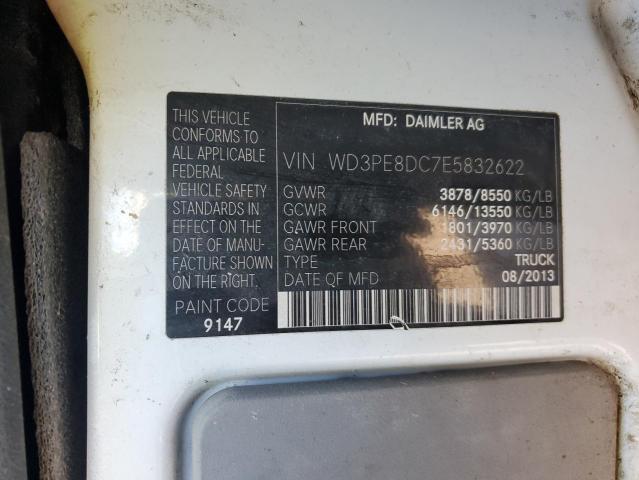 THIS VEHICLE
CONFORMS TO
ALL APPLICABLE
FEDERAL
VEHICLE SAFETY
STANDARDS IN
EFFECT ON THE
DATE OF MANU-
FACTURE SHOWN
ON THE RIGHT.
PAINT CODE
9147
MFD: DAIMLER AG
VIN WD3PE8DC7E5832622
GVWR 3878/8550 KG/LB
GCWR 6146/13550 KG/LB
GAWR FRONT 1801/3970 KG/LB
GAWR REAR 2431/5360 KG/LB
TYPE TRUCK
DATE OF MFD 08/2013